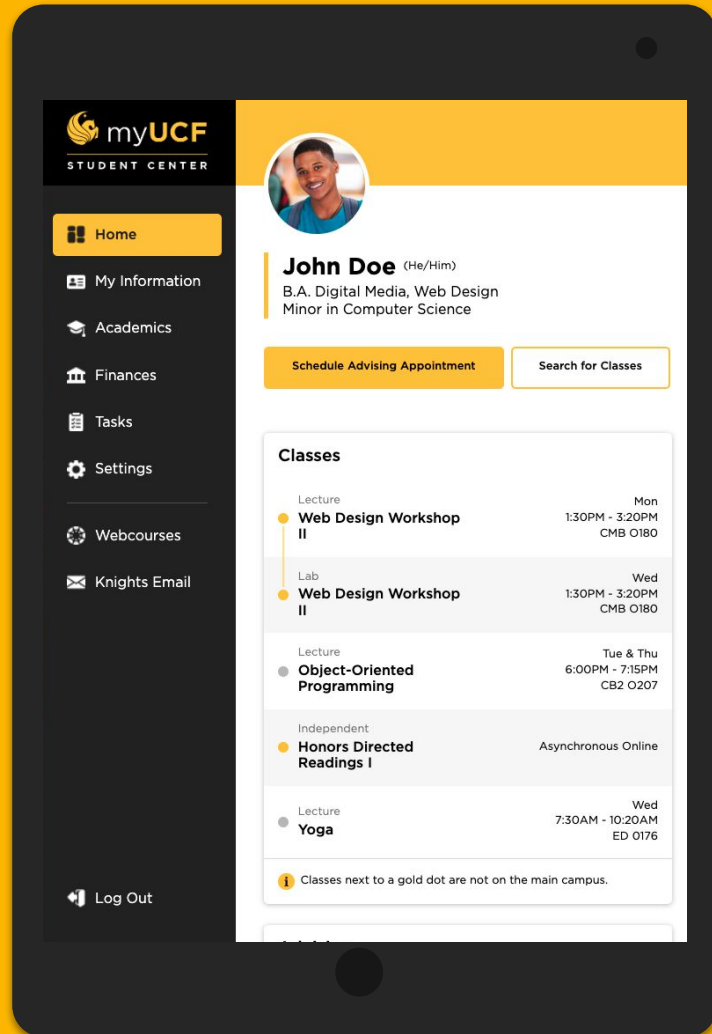 myUCF
STUDENT CENTER
Home
My Information
Academics
Finances
Tasks
Settings
Webcourses
Knights Email
Log Out
John Doe (He/Him)
B.A. Digital Media, Web Design
Minor in Computer Science
Schedule Advising Appointment
Search for Classes
Classes
Lecture
Web Design Workshop
II
Mon
1:30PM - 3:20PM
CMB O180
Lab
Web Design Workshop
II
Wed
1:30PM - 3:20PM
CMB O180
Lecture
Object-Oriented
Programming
Tue & Thu
6:00PM - 7:15PM
CB2 O207
Independent
Honors Directed
Readings I
Asynchronous Online
Lecture
Yoga
Wed
7:30AM - 10:20AM
ED 0176
i Classes next to a gold dot are not on the main campus.